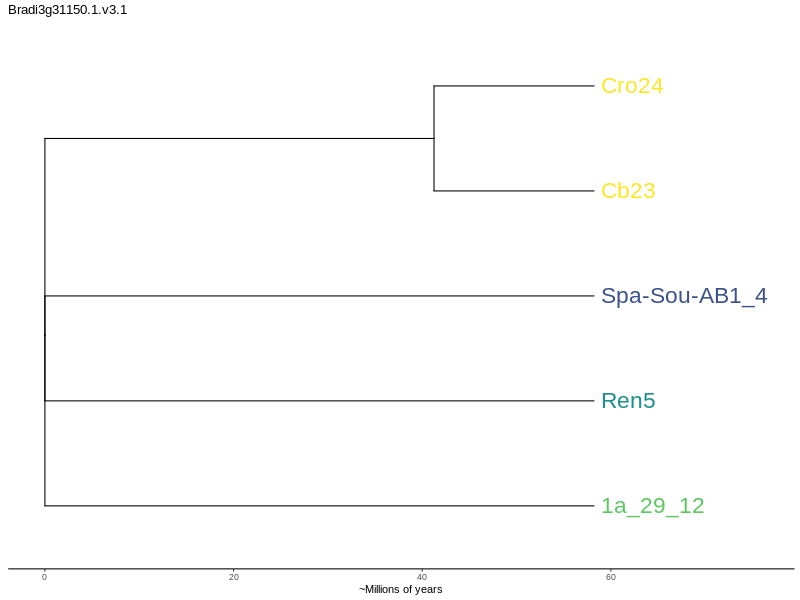 Bradi3g31150.1.v3.1
Cro24
Cb23
Spa-Sou-AB1_4
Ren5
1a_29_12
0 20 40 60
~Millions of years